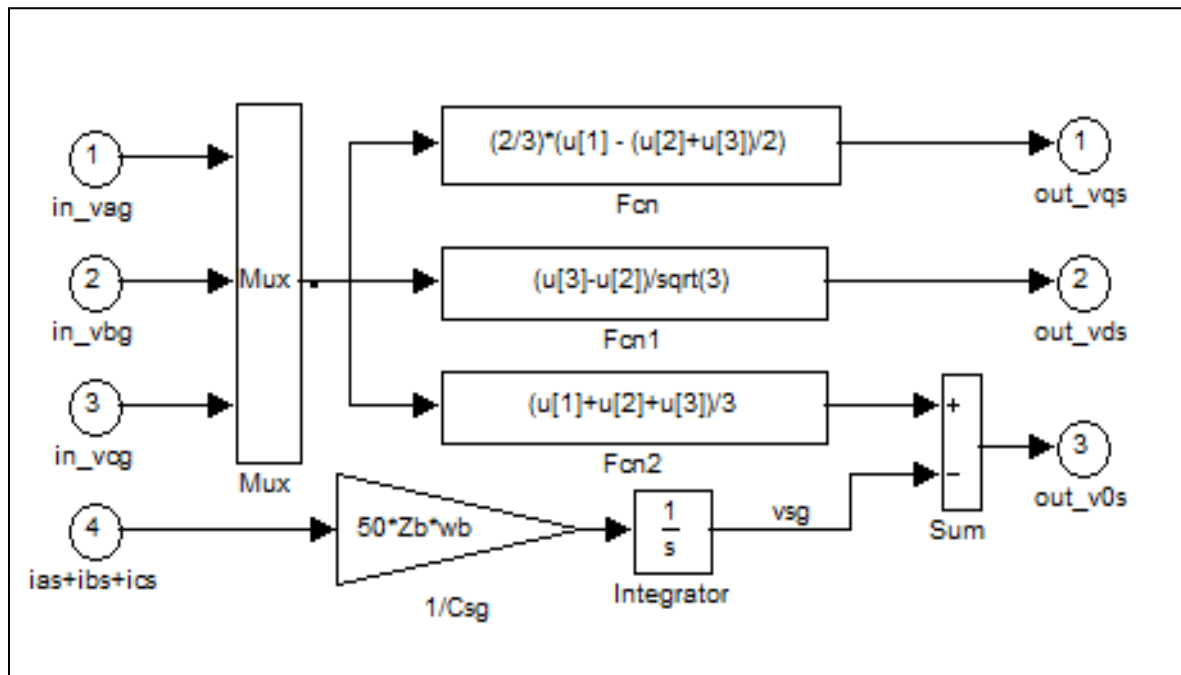 1
in_vag
2
in_vbg
3
in_vcg
4
ias+ibs+ics
Mux
Mux
(2/3)*(u[1] - (u[2]+u[3])/2)
Fcn
(u[3]-u[2])/sqrt(3)
Fcn1
(u[1]+u[2]+u[3])/3
Fcn2
50*Zb*wb
1/Csg
1
s
Integrator
vsg
+
−
Sum
1
out_vqs
2
out_vds
3
out_v0s